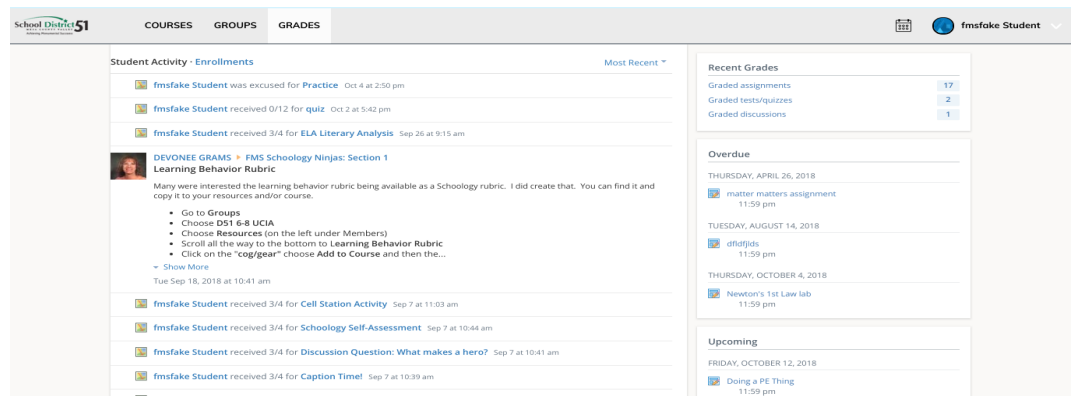 School District 51
COURSES GROUPS GRADES
fmsfake Student
Student Activity · Enrollments
Most Recent
fmsfake Student was excused for Practice Oct 4 at 2:50 pm
fmsfake Student received 0/12 for quiz Oct 2 at 5:42 pm
fmsfake Student received 3/4 for ELA Literary Analysis Sep 26 at 9:15 am
DEVONEE GRAMS FMS Schoology Ninjas: Section 1
Learning Behavior Rubric
Many were interested the learning behavior rubric being available as a Schoology rubric. I did create that. You can find it and
copy it to your resources and/or course.
• Go to Groups
• Choose D51 6-8 UCIA
• Choose Resources (on the left under Members)
• Scroll all the way to the bottom to Learning Behavior Rubric
• Click on the "cog/gear" choose Add to Course and then the...
Show More
Tue Sep 18, 2018 at 10:41 am
fmsfake Student received 3/4 for Cell Station Activity Sep 7 at 11:03 am
fmsfake Student received 3/4 for Schoology Self-Assessment Sep 7 at 10:44 am
fmsfake Student received 3/4 for Discussion Question: What makes a hero? Sep 7 at 10:41 am
fmsfake Student received 3/4 for Caption Time! Sep 7 at 10:39 am
Recent Grades
Graded assignments 17
Graded tests/quizzes 2
Graded discussions 1
Overdue
THURSDAY, APRIL 26, 2018
matter matters assignment
11:59 pm
TUESDAY, AUGUST 14, 2018
dfldfjlds
11:59 pm
THURSDAY, OCTOBER 4, 2018
Newton's 1st Law lab
11:59 pm
Upcoming
FRIDAY, OCTOBER 12, 2018
Doing a PE Thing
11:59 pm